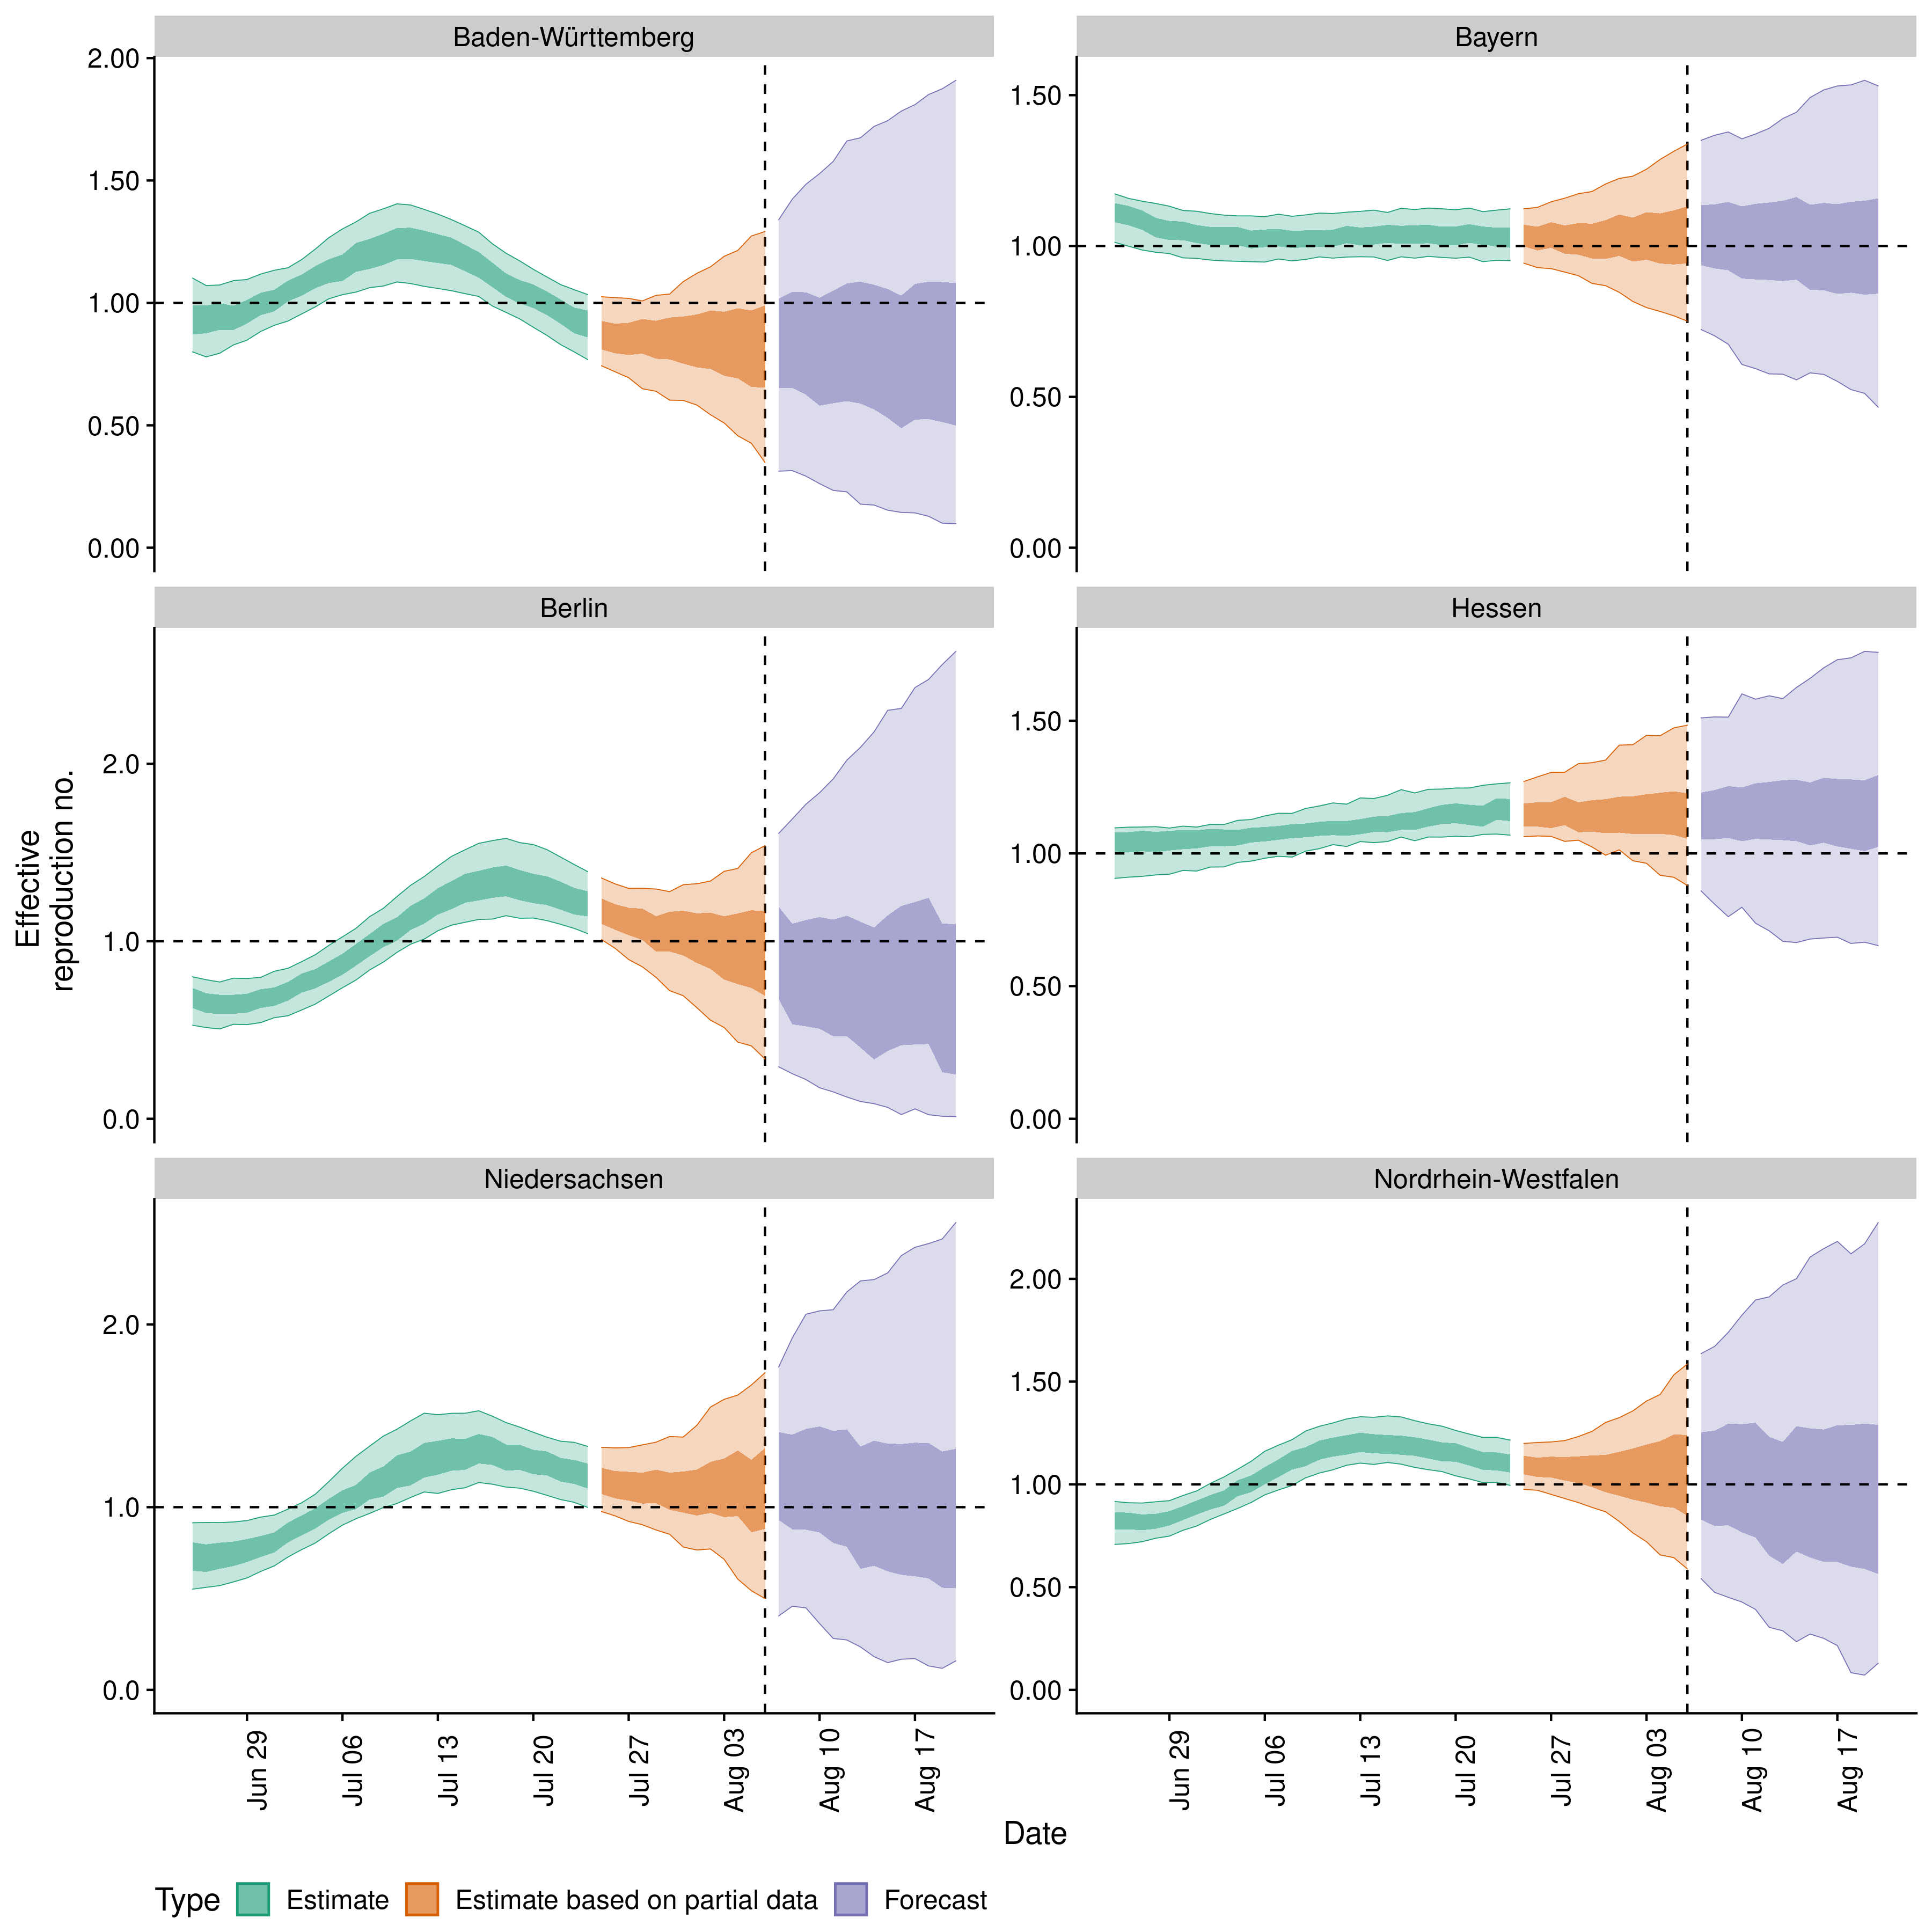 Baden-Württemberg
Bayern
2.00
1.50
1.00
0.50
0.00
1.50
1.00
0.50
0.00
Berlin
Hessen
2.0
1.0
0.0
1.50
1.00
0.50
0.00
Effective
reproduction no.
Niedersachsen
Nordrhein-Westfalen
2.0
1.0
0.0
2.00
1.50
1.00
0.50
0.00
Jun 29
Jul 06
Jul 13
Jul 20
Jul 27
Aug 03
Aug 10
Aug 17
Jun 29
Jul 06
Jul 13
Jul 20
Jul 27
Aug 03
Aug 10
Aug 17
Date
Type Estimate Estimate based on partial data Forecast